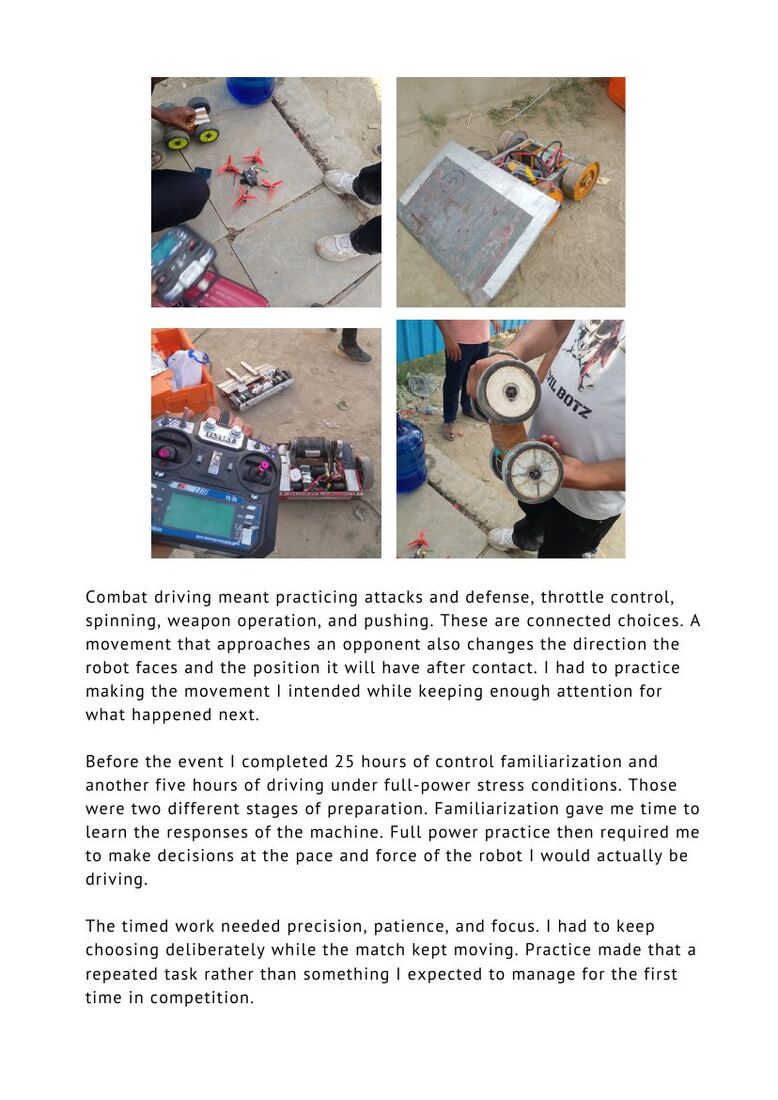 VIL BOTZ
Combat driving meant practicing attacks and defense, throttle control,
spinning, weapon operation, and pushing. These are connected choices. A
movement that approaches an opponent also changes the direction the
robot faces and the position it will have after contact. I had to practice
making the movement I intended while keeping enough attention for
what happened next.
Before the event I completed 25 hours of control familiarization and
another five hours of driving under full-power stress conditions. Those
were two different stages of preparation. Familiarization gave me time to
learn the responses of the machine. Full power practice then required me
to make decisions at the pace and force of the robot I would actually be
driving.
The timed work needed precision, patience, and focus. I had to keep
choosing deliberately while the match kept moving. Practice made that a
repeated task rather than something I expected to manage for the first
time in competition.